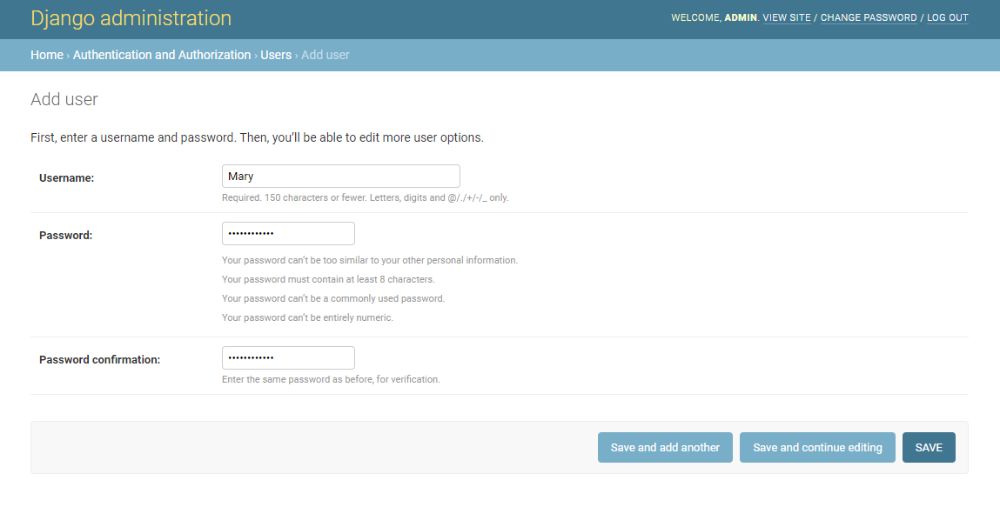 Django administration
WELCOME, ADMIN. VIEW SITE / CHANGE PASSWORD / LOG OUT
Home › Authentication and Authorization › Users › Add user
Add user
First, enter a username and password. Then, you'll be able to edit more user options.
Username:
Mary
Required. 150 characters or fewer. Letters, digits and @/./+/-/_ only.
Password:
••••••••••••
Your password can't be too similar to your other personal information.
Your password must contain at least 8 characters.
Your password can't be a commonly used password.
Your password can't be entirely numeric.
Password confirmation:
••••••••••••
Enter the same password as before, for verification.
Save and add another
Save and continue editing
SAVE